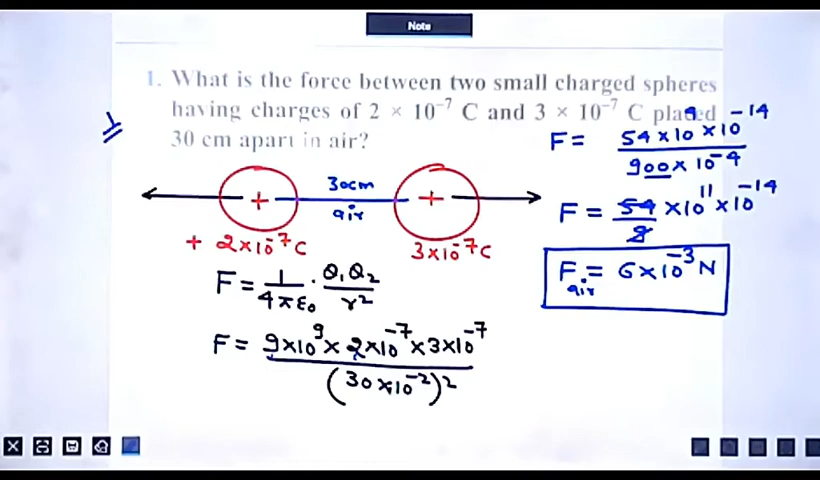 Note
1. What is the force between two small charged spheres
having charges of 2 × 10⁻⁷ C and 3 × 10⁻⁷ C placed
30 cm apart in air?
30cm
air
+ +
+ 2×10⁻⁷C
3×10⁻⁷C
F = 1/4πε₀ · Q₁Q₂/r²
F = 9×10⁹ × 2×10⁻⁷ × 3×10⁻⁷ / (30×10⁻²)²
F = 54×10⁹×10⁻¹⁴ / 900×10⁻⁴
F = 54/9 ×10¹¹×10⁻¹⁴
F air = 6×10⁻³N